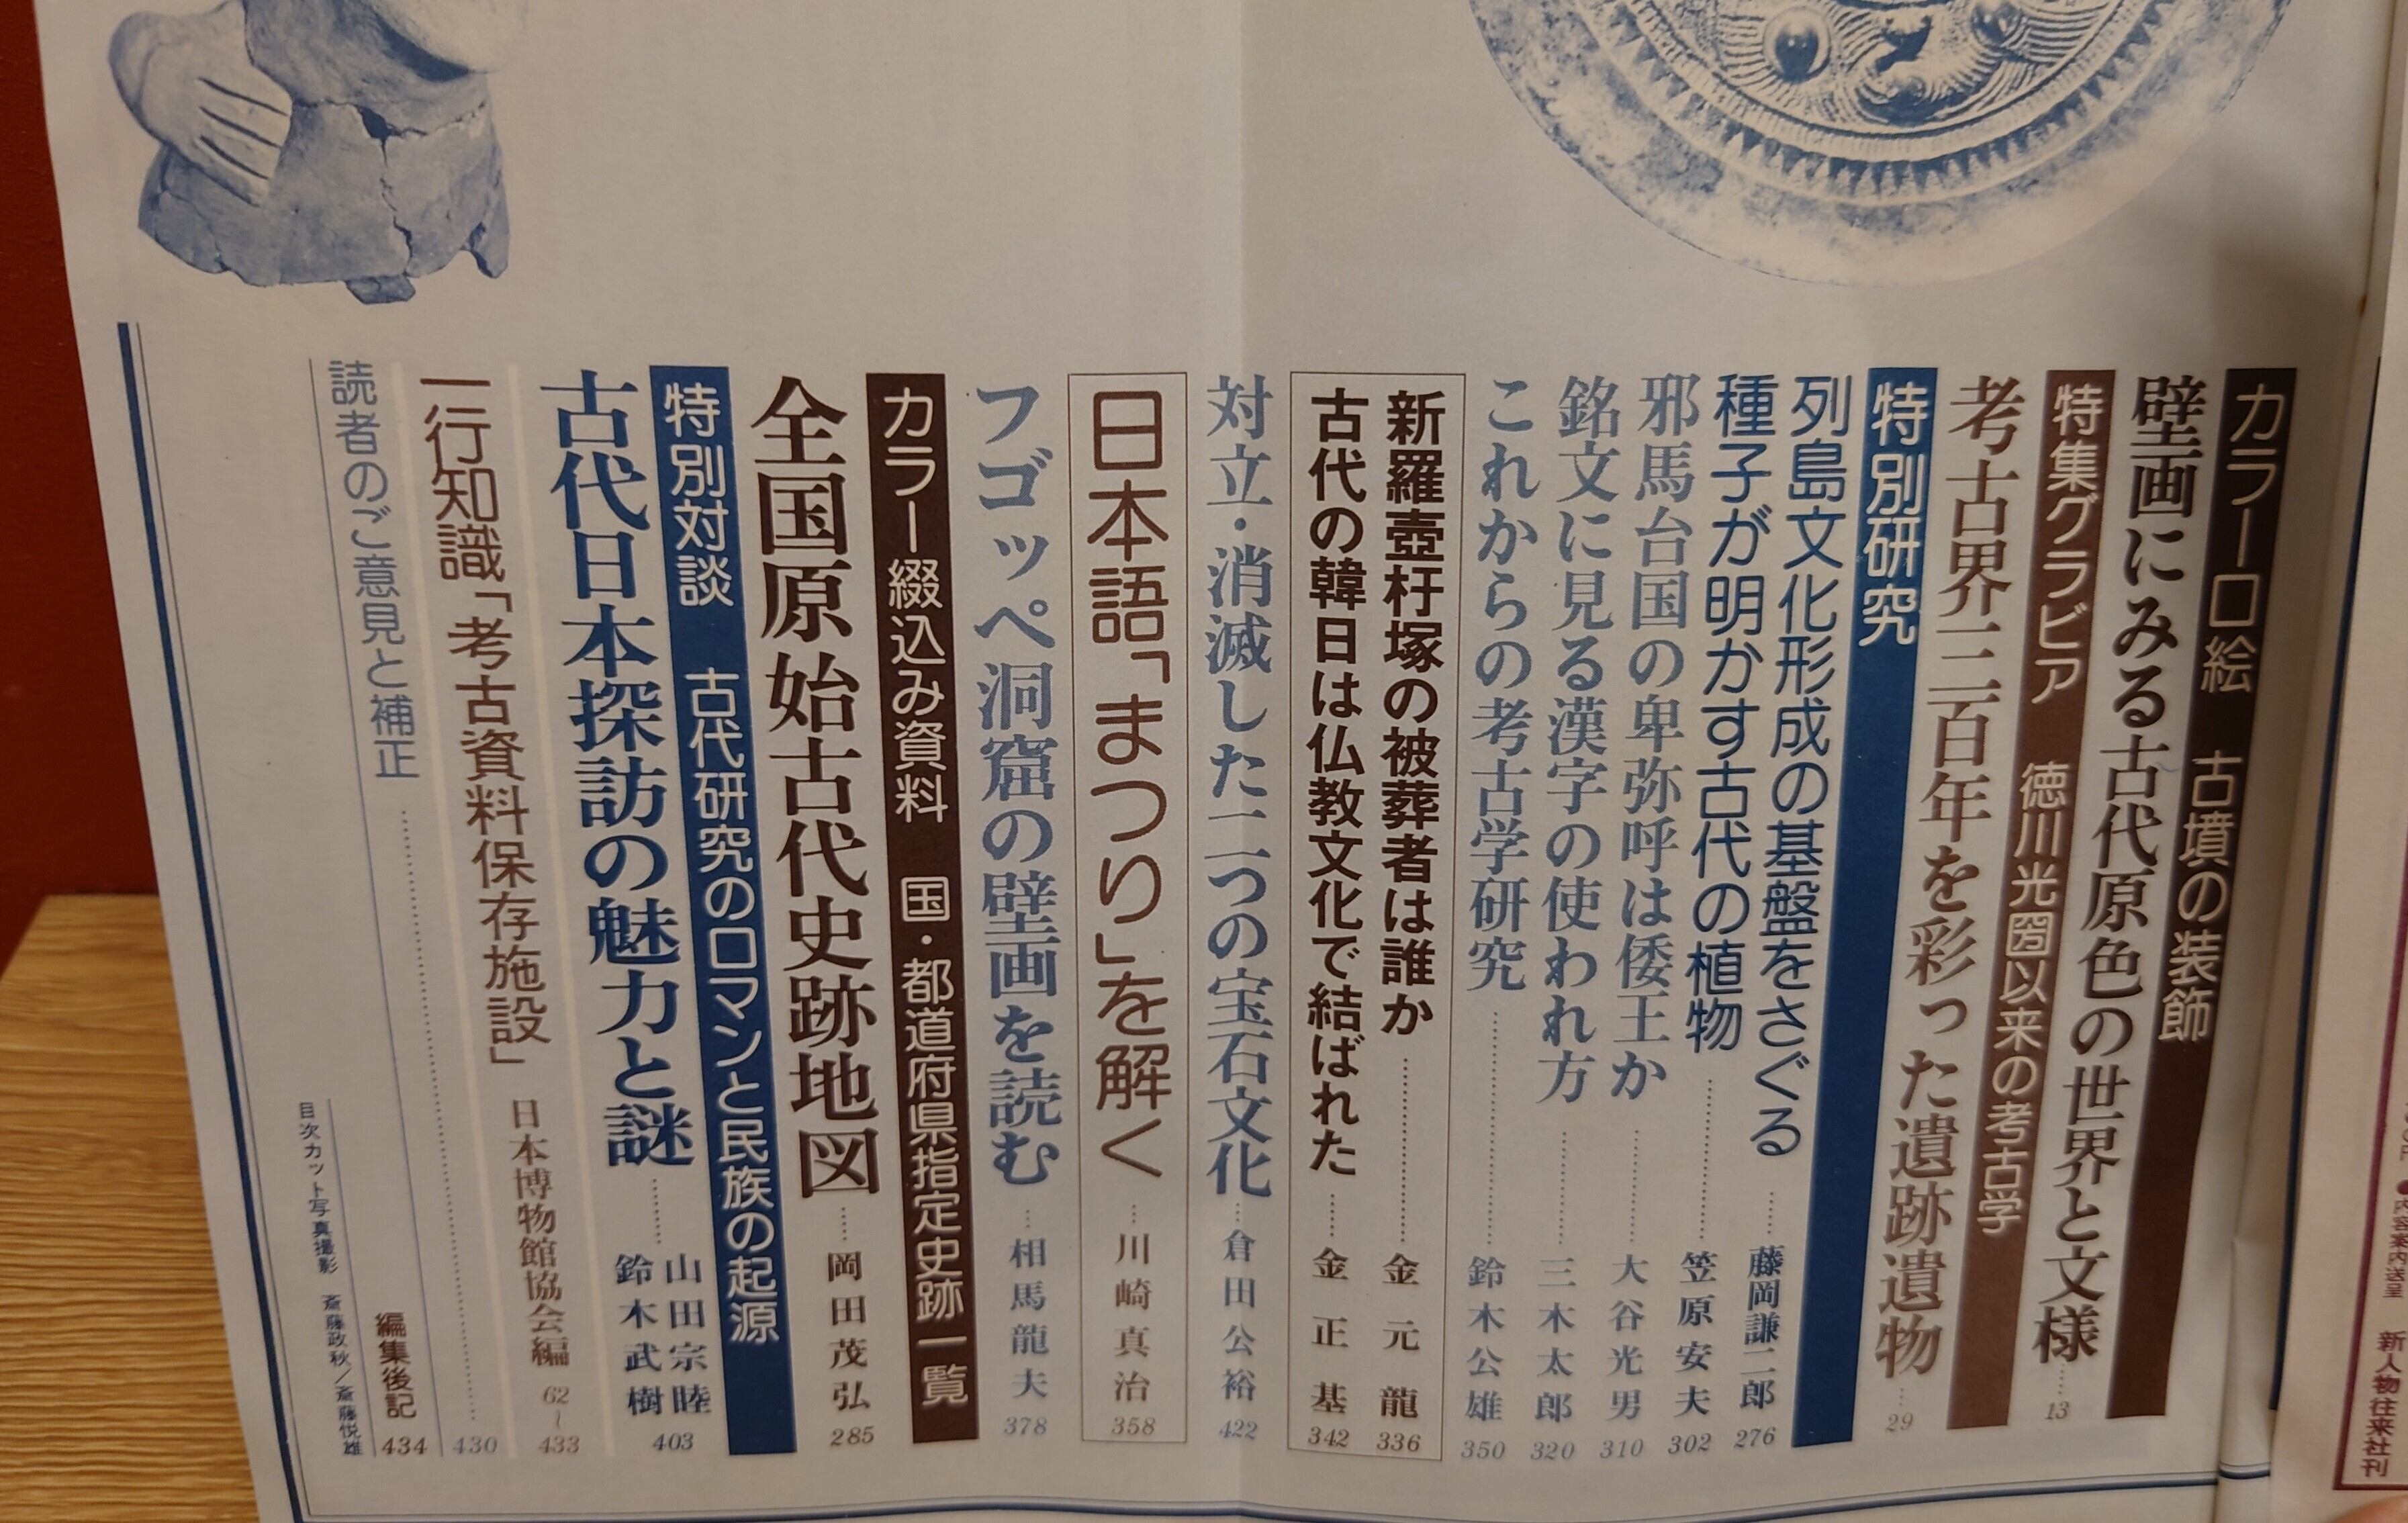 カラー口絵　古墳の装飾
壁画にみる古代原色の世界と文様……13
特集グラビア　徳川光圀以来の考古学
考古界三百年を彩った遺跡遺物……29
特別研究
列島文化形成の基盤をさぐる……藤岡謙二郎 276
種子が明かす古代の植物……笠原安夫 302
邪馬台国の卑弥呼は倭王か……大谷光男 310
銘文に見る漢字の使われ方……三木太郎 320
これからの考古学研究……鈴木公雄 350
新羅壺杅塚の被葬者は誰か……金元龍 336
古代の韓日は仏教文化で結ばれた……金正基 342
対立・消滅した二つの宝石文化……倉田公裕 422
日本語「まつり」を解く……川崎真治 358
フゴッペ洞窟の壁画を読む……相馬龍夫 378
カラー綴込み資料　国・都道府県指定史跡一覧
全国原始古代史跡地図……岡田茂弘 285
特別対談　古代研究のロマンと民族の起源
古代日本探訪の魅力と謎……山田宗睦 鈴木武樹 403
一行知識「考古資料保存施設」　日本博物館協会編 62〜433
読者のご意見と補正……430
編集後記 434
目次カット写真撮影　斎藤政秋／斎藤悦雄
●内容案内送呈　新人物往来社刊